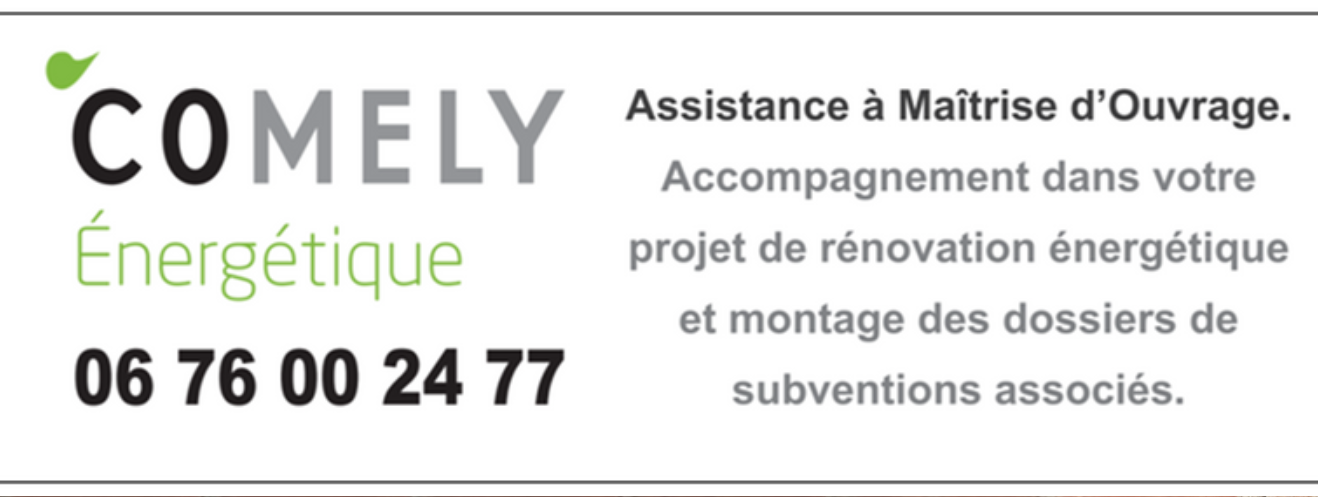 COMELY
Énergétique
06 76 00 24 77
Assistance à Maîtrise d’Ouvrage.
Accompagnement dans votre
projet de rénovation énergétique
et montage des dossiers de
subventions associés.